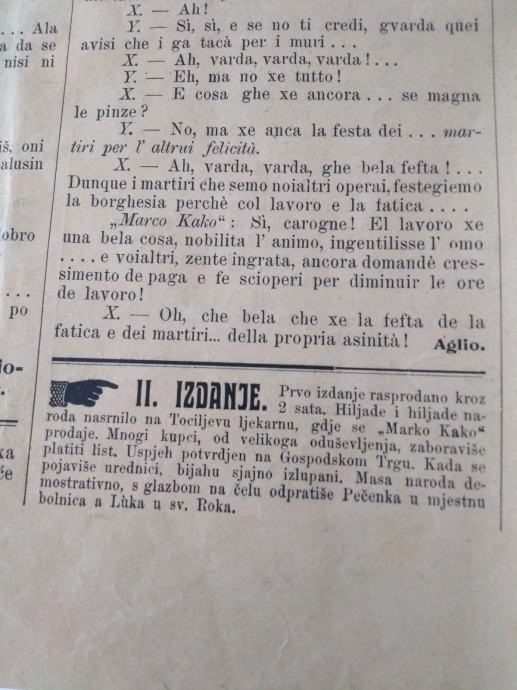 ... Ala
a da se
nisi ni
iš, oni
alusin
obro
...
po
io-
ka
će
X. — Ah!
Y. — Sì, sì, e se no ti credi, gvarda quei
avisi che i ga tacà per i muri ...
X. — Ah, varda, varda, varda! ...
Y. — Eh, ma no xe tutto!
X. — E cosa ghe xe ancora ... se magna
le pinze?
Y. — No, ma xe anca la festa dei ... mar-
tiri per l' altrui felicità.
X. — Ah, varda, varda, ghe bela fefta! ...
Dunque i martiri che semo noialtri operai, festegiemo
la borghesia perchè col lavoro e la fatica ....
„Marco Kako“: Sì, carogne! El lavoro xe
una bela cosa, nobilita l' animo, ingentilisse l' omo
.... e voialtri, zente ingrata, ancora domandè cres-
simento de paga e fe scioperi per diminuir le ore
de lavoro!
X. — Oh, che bela che xe la fefta de la
fatica e dei martiri... della propria asinità! Aglio.
II. IZDANJE. Prvo izdanje rasprodano kroz
2 sata. Hiljade i hiljade na-
roda nasrnilo na Tociljevu ljekarnu, gdje se „Marko Kako“
prodaje. Mnogi kupci, od velikoga oduševljenja, zaboraviše
platiti list. Uspjeh potvrdjen na Gospodskom Trgu. Kada se
pojaviše urednici, bijahu sjajno izlupani. Masa naroda de-
mostrativno, s glazbom na čelu odpratiše Pečenka u mjestnu
bolnica a Lùka u sv. Roka.